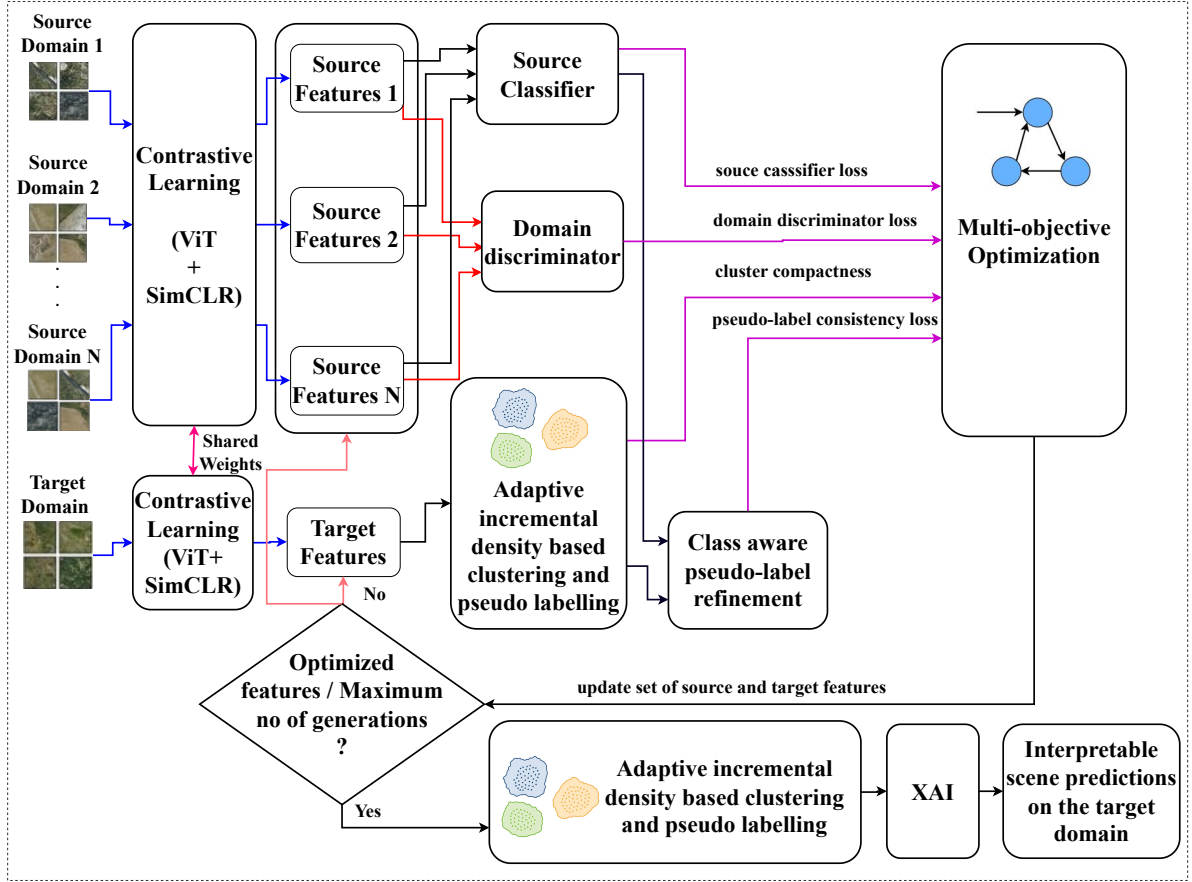 Source
Domain 1
Source
Domain 2
.
.
.
Source
Domain N
Target
Domain
Contrastive
Learning
(ViT
+
SimCLR)
Shared
Weights
Contrastive
Learning
(ViT+
SimCLR)
Source
Features 1
Source
Features 2
Source
Features N
Target
Features
Source
Classifier
Domain
discriminator
Adaptive
incremental
density based
clustering and
pseudo labelling
Class aware
pseudo-label
refinement
souce casssifier loss
domain discriminator loss
cluster compactness
pseudo-label consistency loss
Multi-objective
Optimization
update set of source and target features
No
Optimized
features / Maximum
no of generations
?
Yes
Adaptive incremental
density based clustering
and pseudo labelling
XAI
Interpretable
scene predictions
on the target
domain